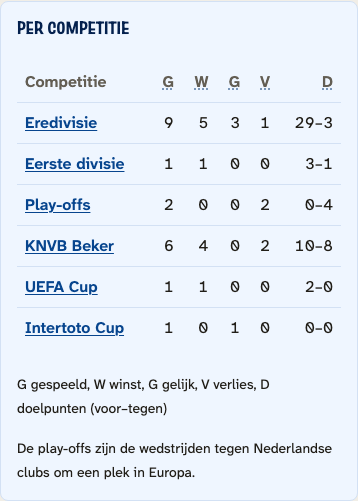 PER COMPETITIE
Competitie G W G V D
Eredivisie 9 5 3 1 29–3
Eerste divisie 1 1 0 0 3–1
Play-offs 2 0 0 2 0–4
KNVB Beker 6 4 0 2 10–8
UEFA Cup 1 1 0 0 2–0
Intertoto Cup 1 0 1 0 0–0
G gespeeld, W winst, G gelijk, V verlies, D
doelpunten (voor–tegen)
De play-offs zijn de wedstrijden tegen Nederlandse
clubs om een plek in Europa.